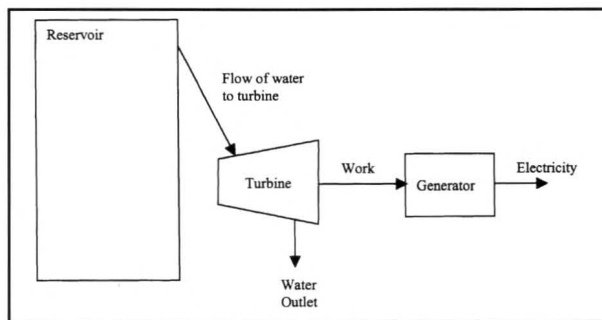 Reservoir
Flow of water
to turbine
Turbine
Work
Generator
Electricity
Water
Outlet